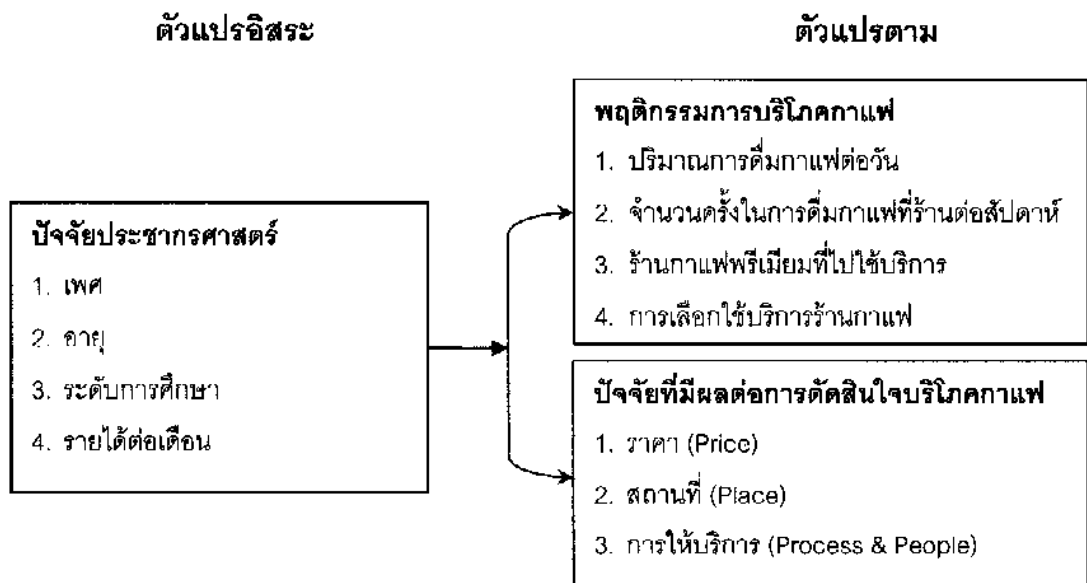 ตัวแปรอิสระ
ตัวแปรตาม
ปัจจัยประชากรศาสตร์
1. เพศ
2. อายุ
3. ระดับการศึกษา
4. รายได้ต่อเดือน
พฤติกรรมการบริโภคกาแฟ
1. ปริมาณการดื่มกาแฟต่อวัน
2. จำนวนครั้งในการดื่มกาแฟที่ร้านต่อสัปดาห์
3. ร้านกาแฟพรีเมียมที่ไปใช้บริการ
4. การเลือกใช้บริการร้านกาแฟ
ปัจจัยที่มีผลต่อการตัดสินใจบริโภคกาแฟ
1. ราคา (Price)
2. สถานที่ (Place)
3. การให้บริการ (Process & People)